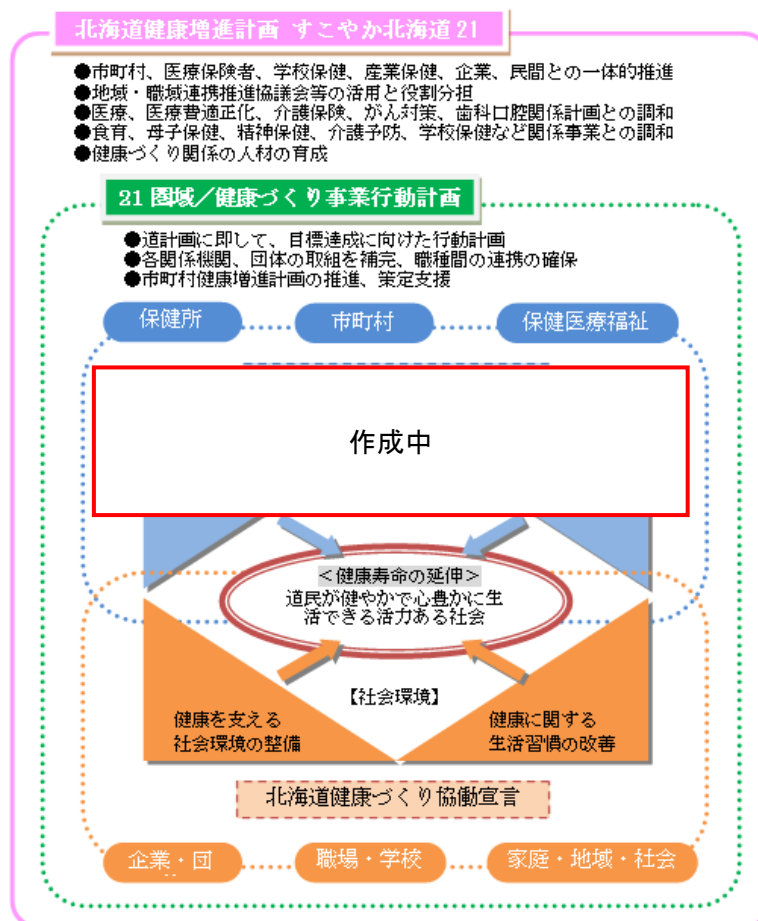 北海道健康増進計画 すこやか北海道21
●市町村、医療保険者、学校保健、産業保健、企業、民間との一体的推進
●地域・職域連携推進協議会等の活用と役割分担
●医療、医療費適正化、介護保険、がん対策、歯科口腔関係計画との調和
●食育、母子保健、精神保健、介護予防、学校保健など関係事業との調和
●健康づくり関係の人材の育成
21圏域／健康づくり事業行動計画
●道計画に即して、目標達成に向けた行動計画
●各関係機関、団体の取組を補完、職種間の連携の確保
●市町村健康増進計画の推進、策定支援
保健所
市町村
保健医療福祉
作成中
＜健康寿命の延伸＞
道民が健やかで心豊かに生
活できる活力ある社会
【社会環境】
健康を支える
社会環境の整備
健康に関する
生活習慣の改善
北海道健康づくり協働宣言
企業・団
職場・学校
家庭・地域・社会